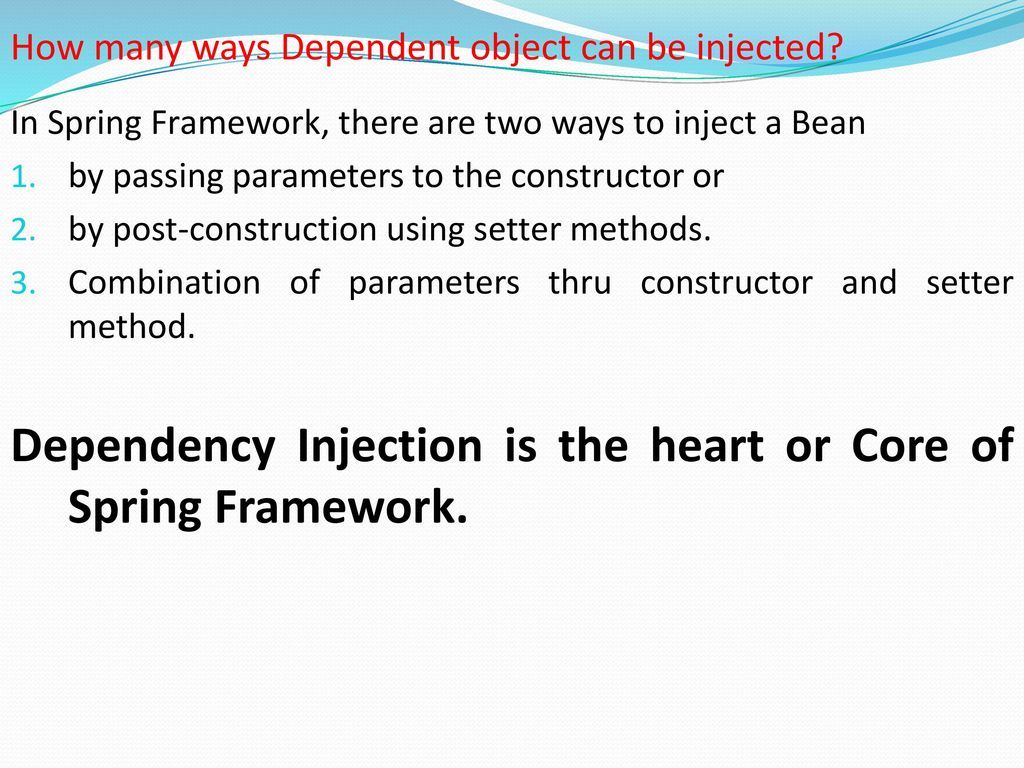 How many ways Dependent object can be injected?
In Spring Framework, there are two ways to inject a Bean
1. by passing parameters to the constructor or
2. by post-construction using setter methods.
3. Combination of parameters thru constructor and setter
method.
Dependency Injection is the heart or Core of
Spring Framework.